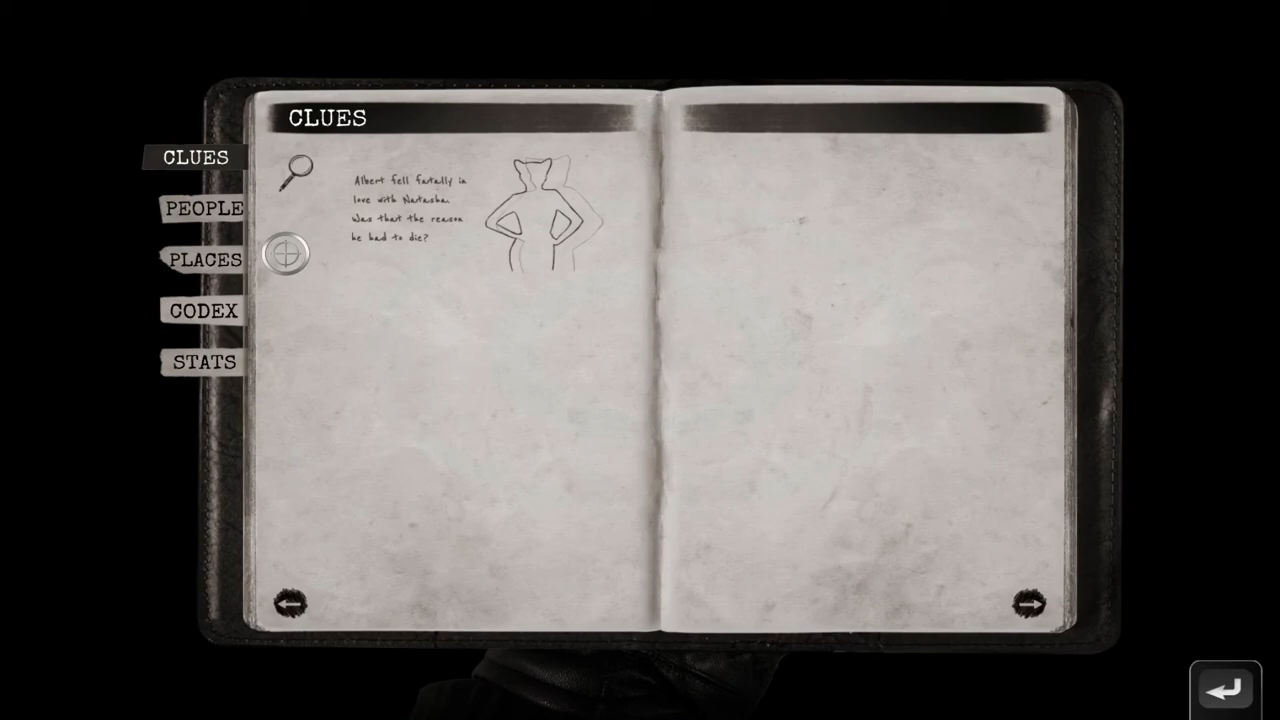 CLUES
CLUES
PEOPLE
PLACES
CODEX
STATS
Albert fell fatally in
love with Natasha.
Was that the reason
he had to die?